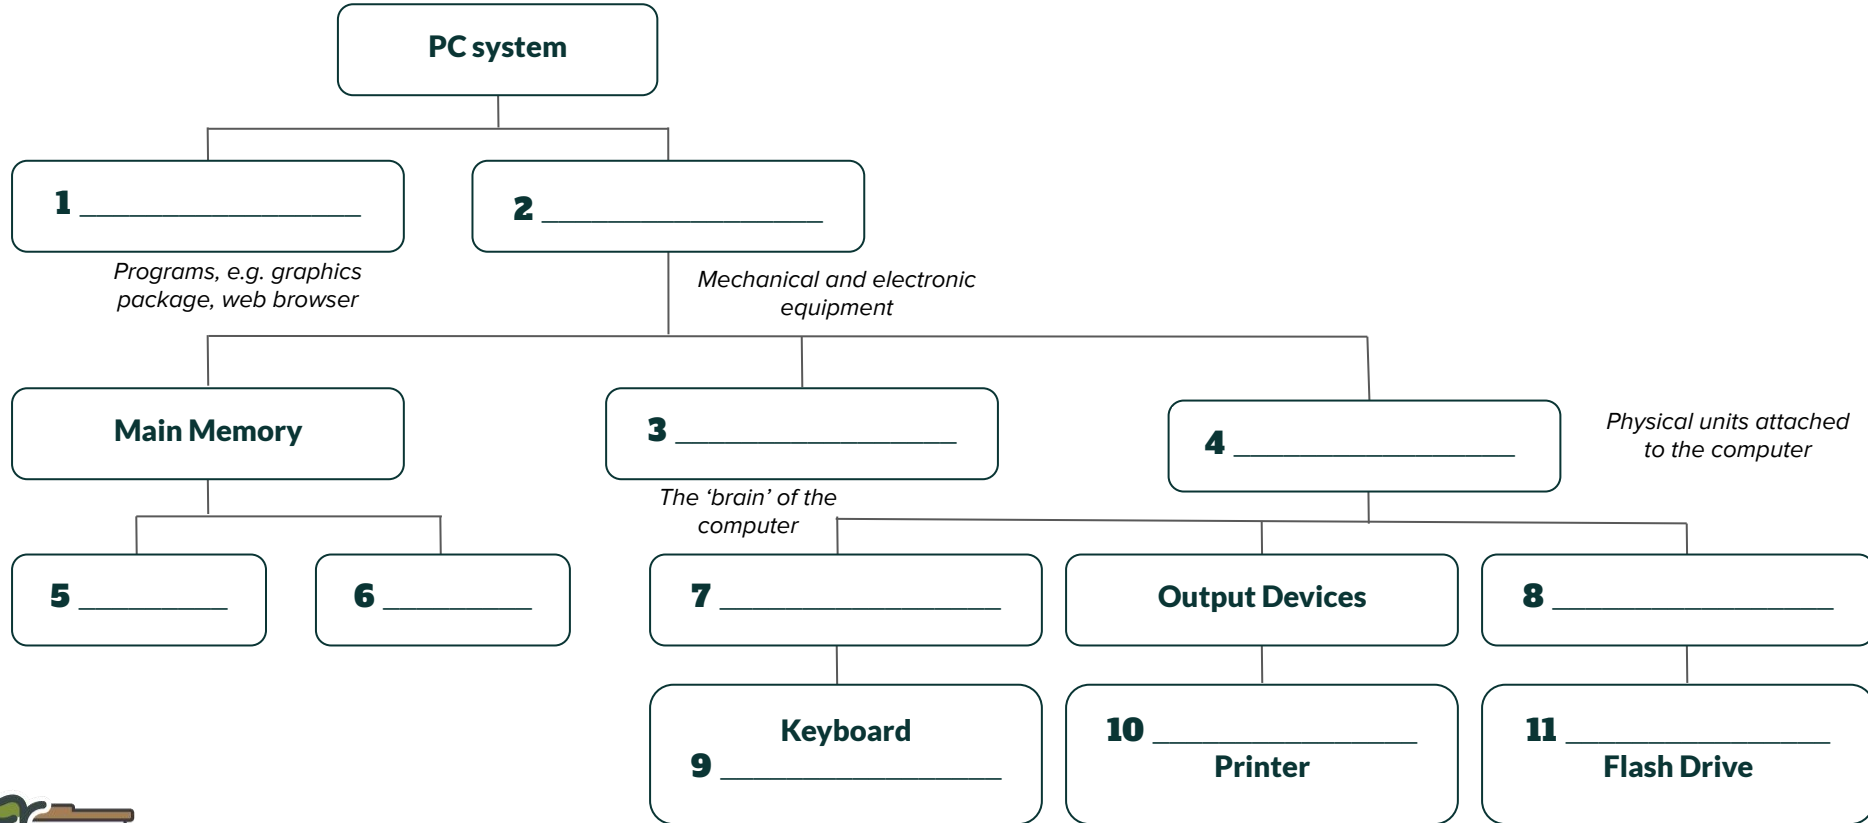 PC system
1 ____________________
2 ____________________
Programs, e.g. graphics
package, web browser
Mechanical and electronic
equipment
Main Memory
3 ____________________
4 ____________________
Physical units attached
to the computer
The ‘brain’ of the
computer
5 __________
6 __________
7 ____________________
Output Devices
8 ____________________
Keyboard
9 ____________________
10 ___________________
Printer
11 ___________________
Flash Drive